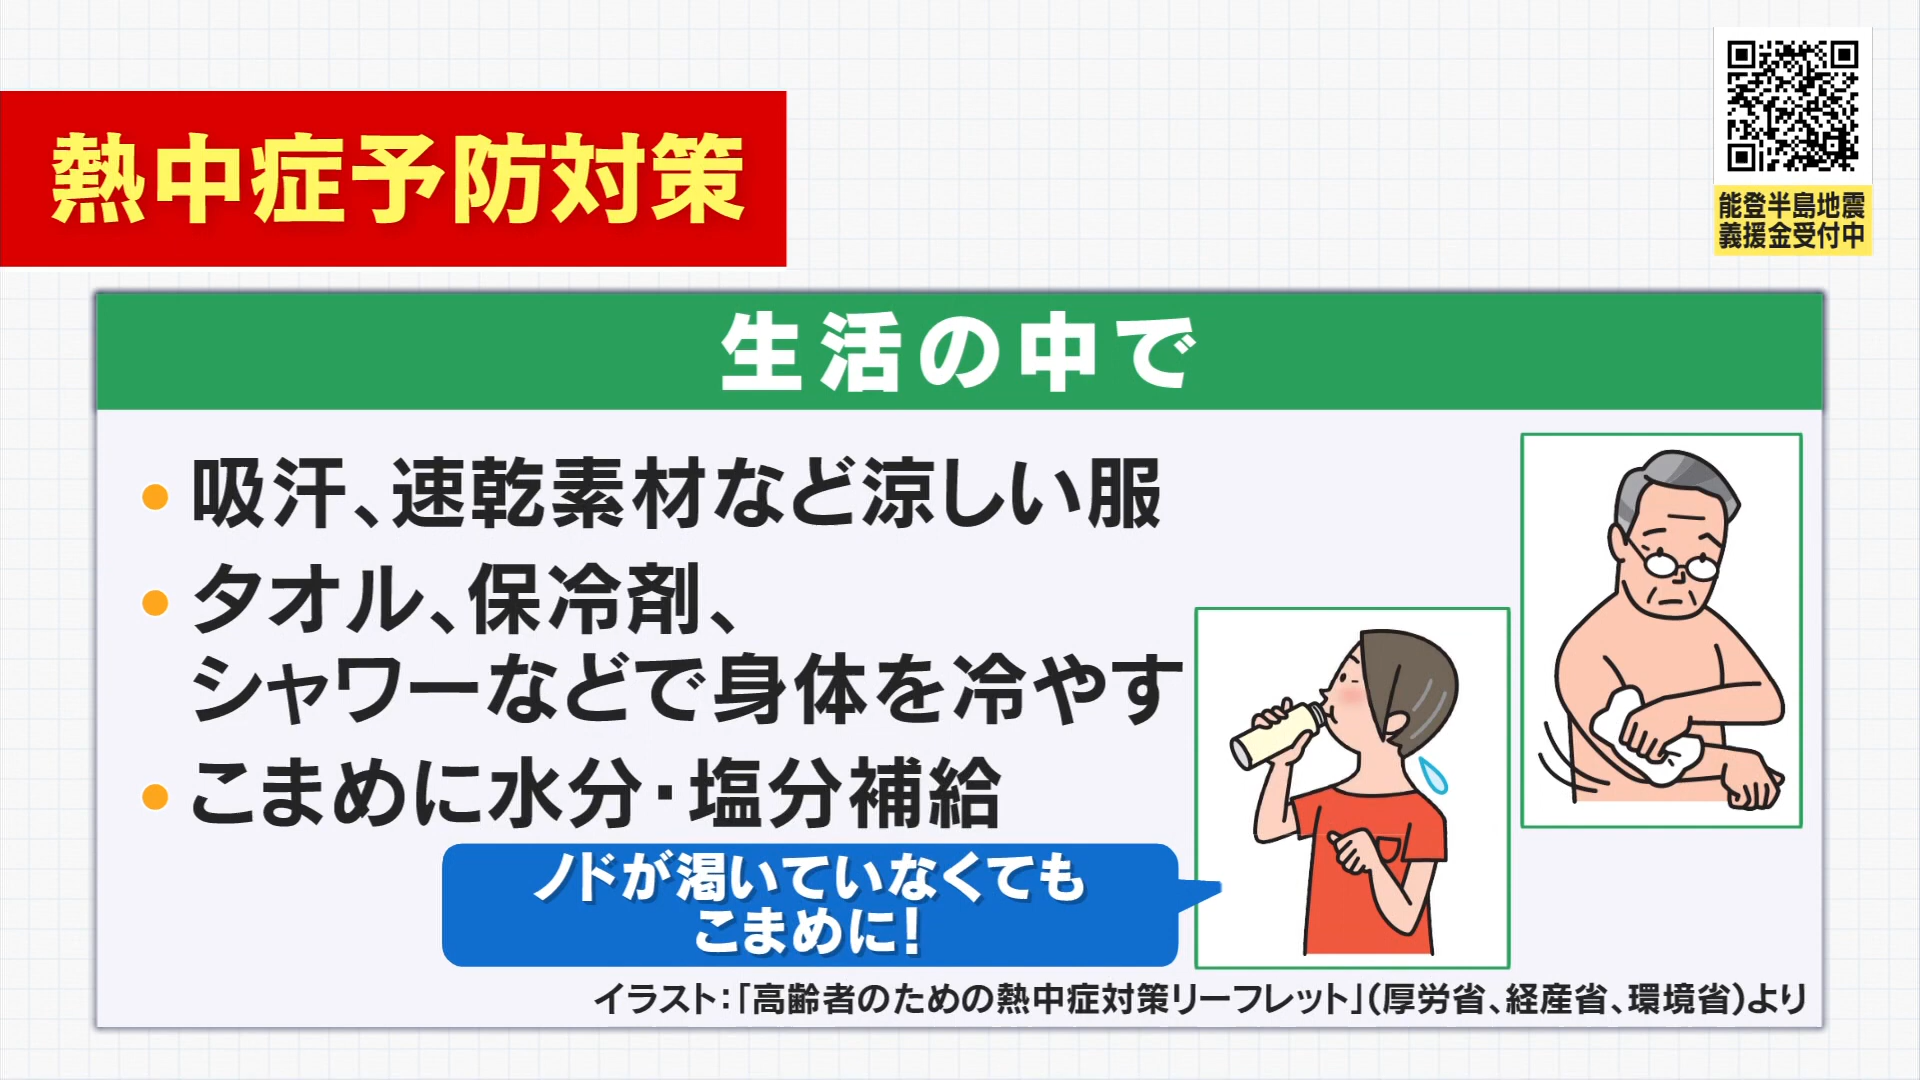 熱中症予防対策
能登半島地震
義援金受付中
生活の中で
• 吸汗、速乾素材など涼しい服
• タオル、保冷剤、
シャワーなどで身体を冷やす
• こまめに水分・塩分補給
ノドが渇いていなくても
こまめに!
イラスト:「高齢者のための熱中症対策リーフレット」(厚労省、経産省、環境省)より